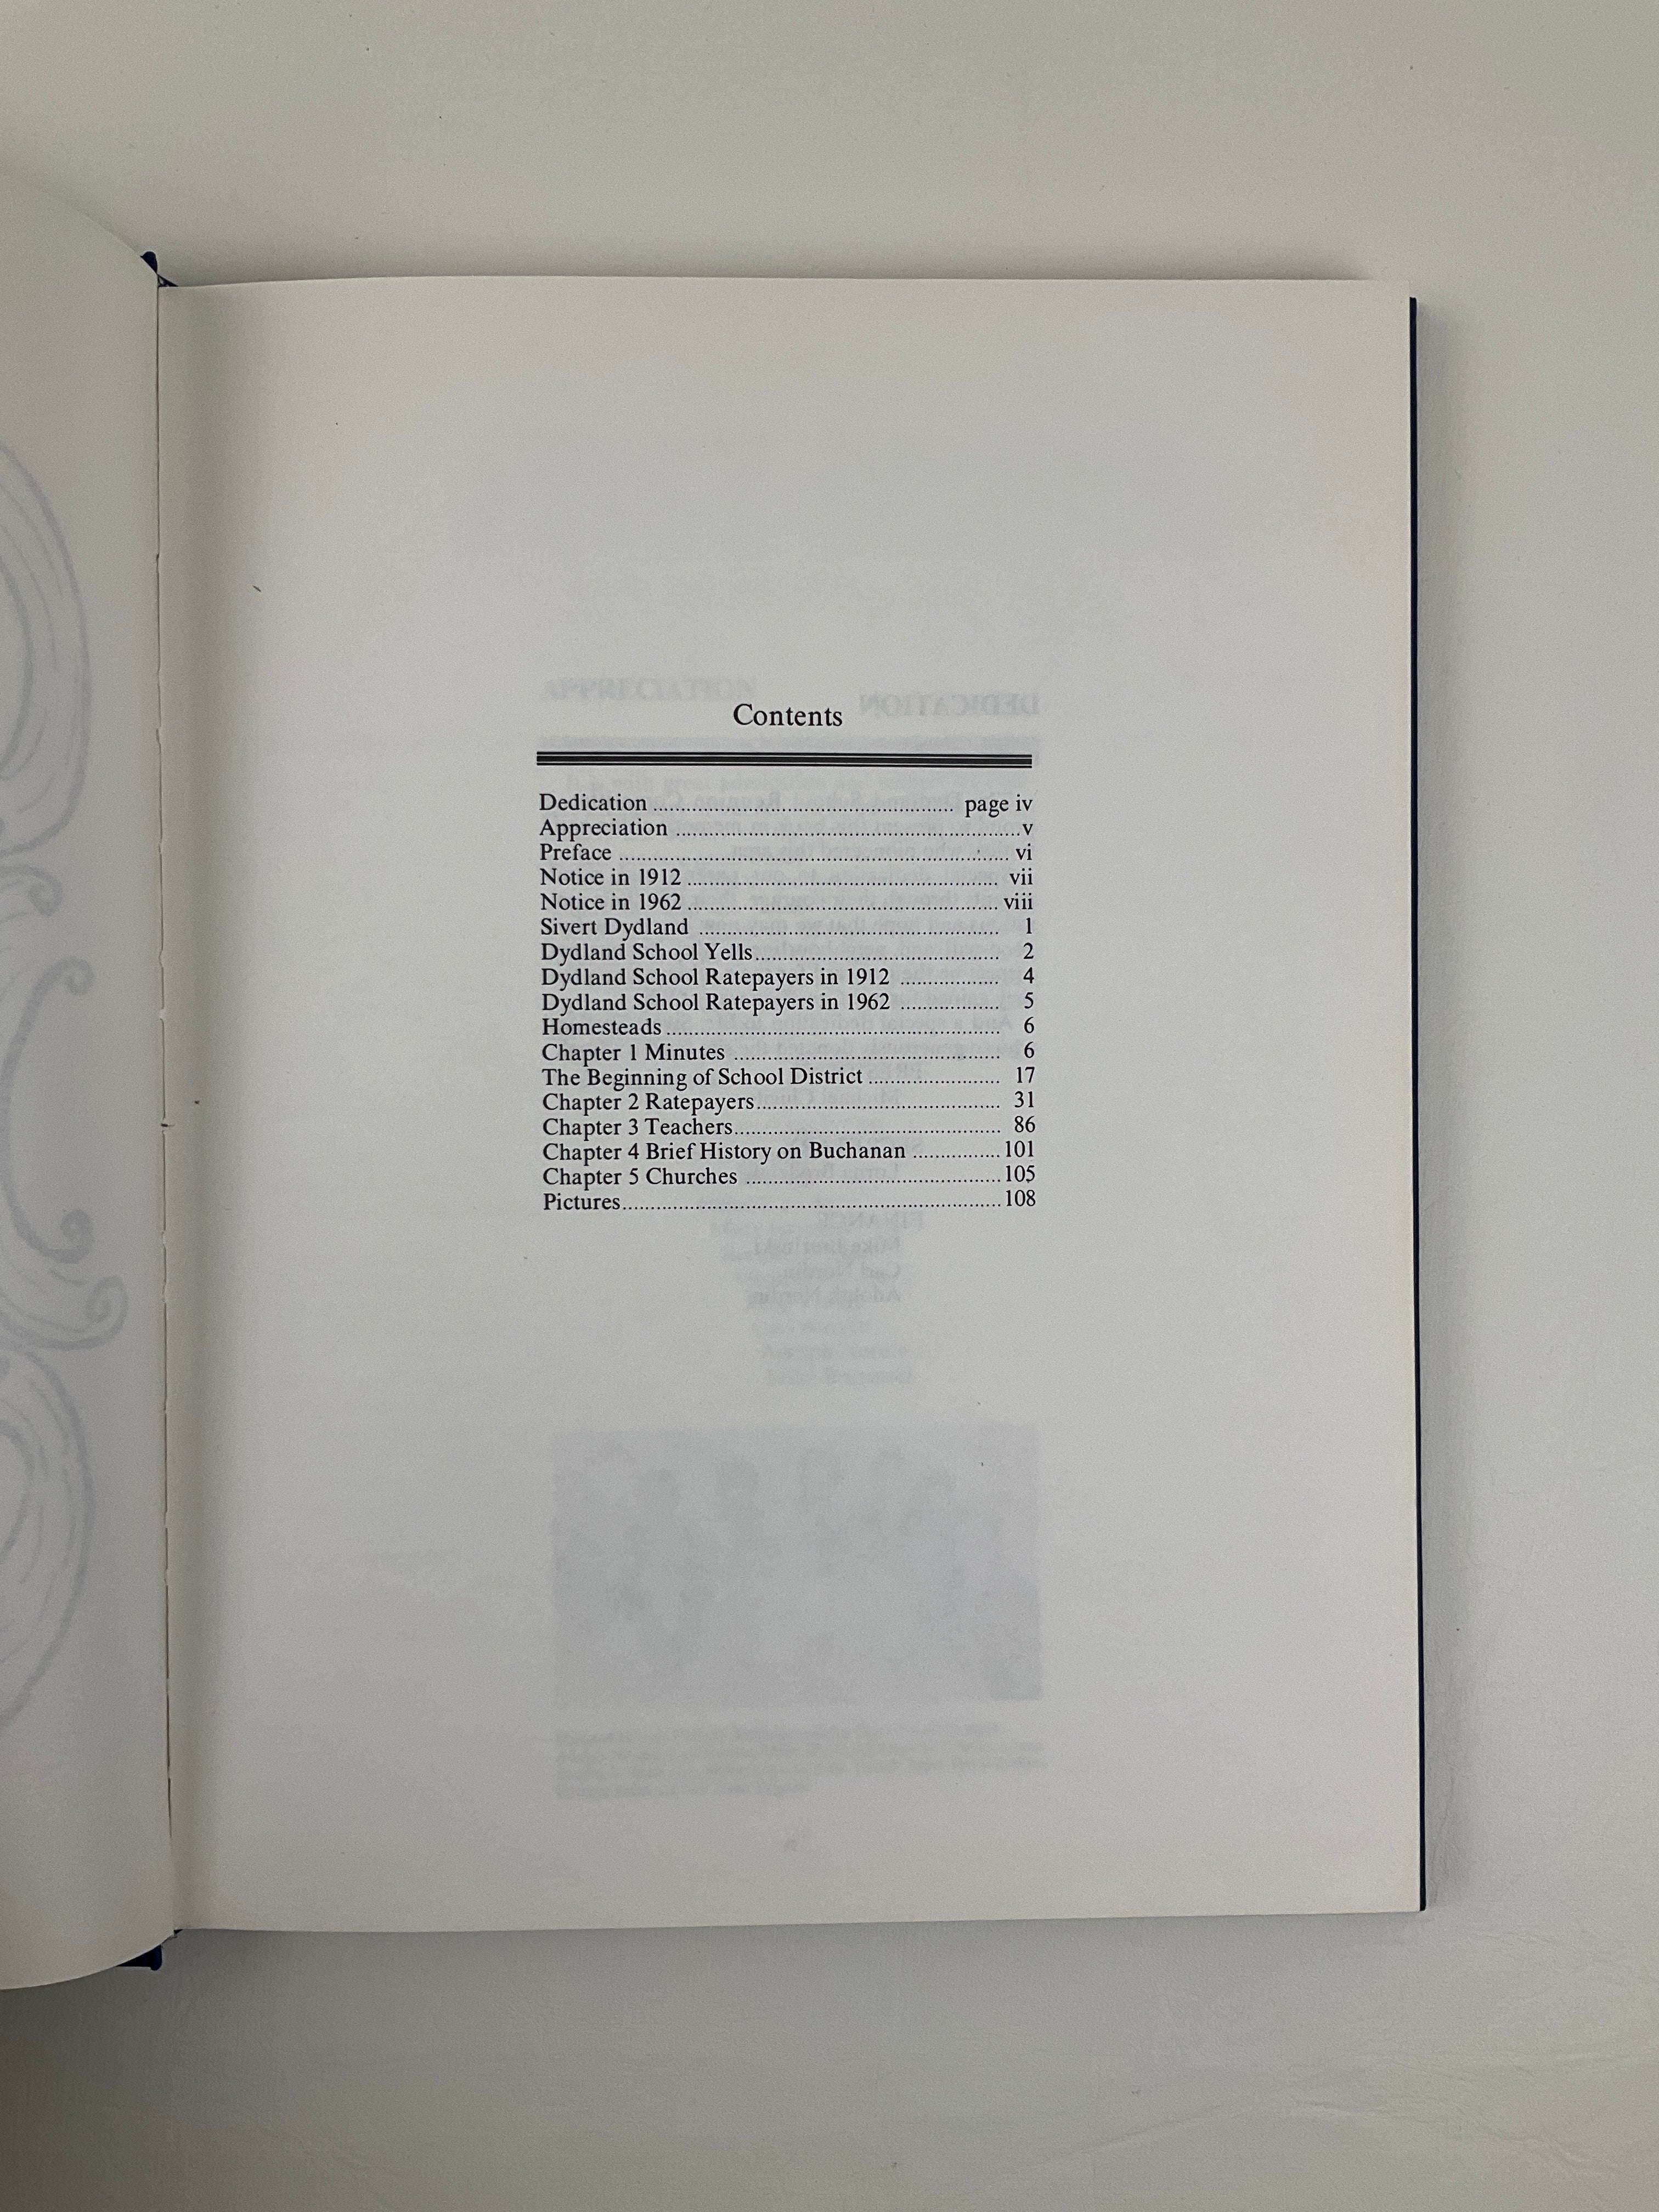 Contents
Dedication ........ page iv
Appreciation ........ v
Preface ........ vi
Notice in 1912 ........ vii
Notice in 1962 ........ viii
Sivert Dydland ........ 1
Dydland School Yells ........ 2
Dydland School Ratepayers in 1912 ........ 4
Dydland School Ratepayers in 1962 ........ 5
Homesteads ........ 6
Chapter 1 Minutes ........ 6
The Beginning of School District ........ 17
Chapter 2 Ratepayers ........ 31
Chapter 3 Teachers ........ 86
Chapter 4 Brief History on Buchanan ........ 101
Chapter 5 Churches ........ 105
Pictures ........ 108